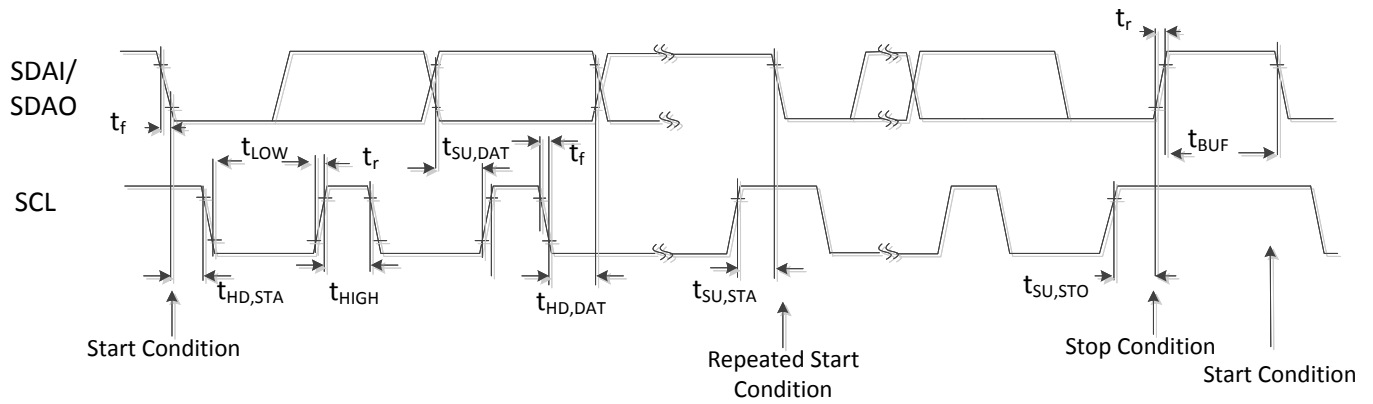 t_r
SDAI/
SDAO
t_f
t_LOW
t_r
t_SU,DAT
t_f
t_BUF
SCL
t_HD,STA
t_HIGH
t_HD,DAT
t_SU,STA
t_SU,STO
Start Condition
Repeated Start
Condition
Stop Condition
Start Condition